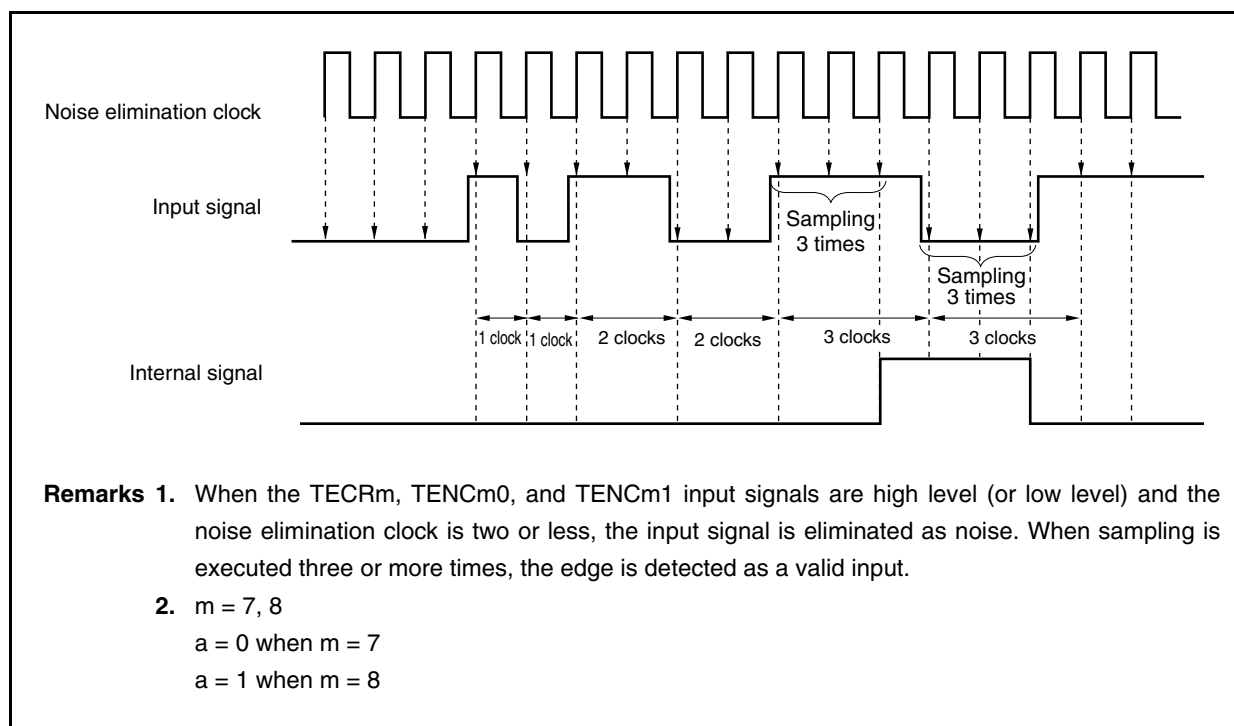 Noise elimination clock
Input signal
Sampling
3 times
Sampling
3 times
1 clock
1 clock
2 clocks
2 clocks
3 clocks
3 clocks
Internal signal
Remarks 1. When the TECRm, TENCm0, and TENCm1 input signals are high level (or low level) and the
noise elimination clock is two or less, the input signal is eliminated as noise. When sampling is
executed three or more times, the edge is detected as a valid input.
2. m = 7, 8
a = 0 when m = 7
a = 1 when m = 8